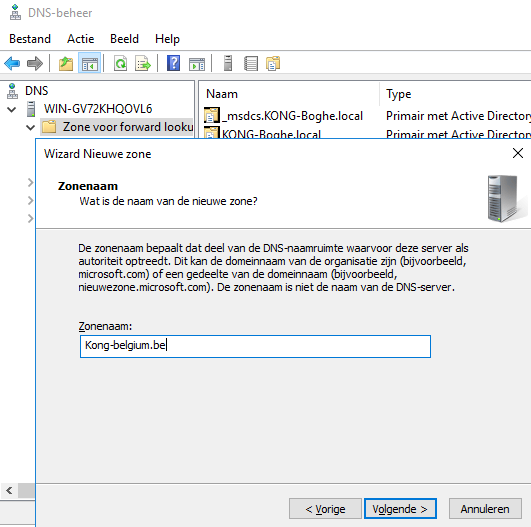 DNS-beheer
Bestand Actie Beeld Help
DNS
WIN-GV72KHQOVL6
Zone voor forward looku
Naam Type
_msdcs.KONG-Boghe.local Primair met Active Directory
KONG-Boghe.local Primair met Active Directory
Wizard Nieuwe zone
Zonenaam
Wat is de naam van de nieuwe zone?
De zonenaam bepaalt dat deel van de DNS-naamruimte waarvoor deze server als
autoriteit optreedt. Dit kan de domeinnaam van de organisatie zijn (bijvoorbeeld,
microsoft.com) of een gedeelte van de domeinnaam (bijvoorbeeld,
nieuwezone.microsoft.com). De zonenaam is niet de naam van de DNS-server.
Zonenaam:
Kong-belgium.be
< Vorige Volgende > Annuleren